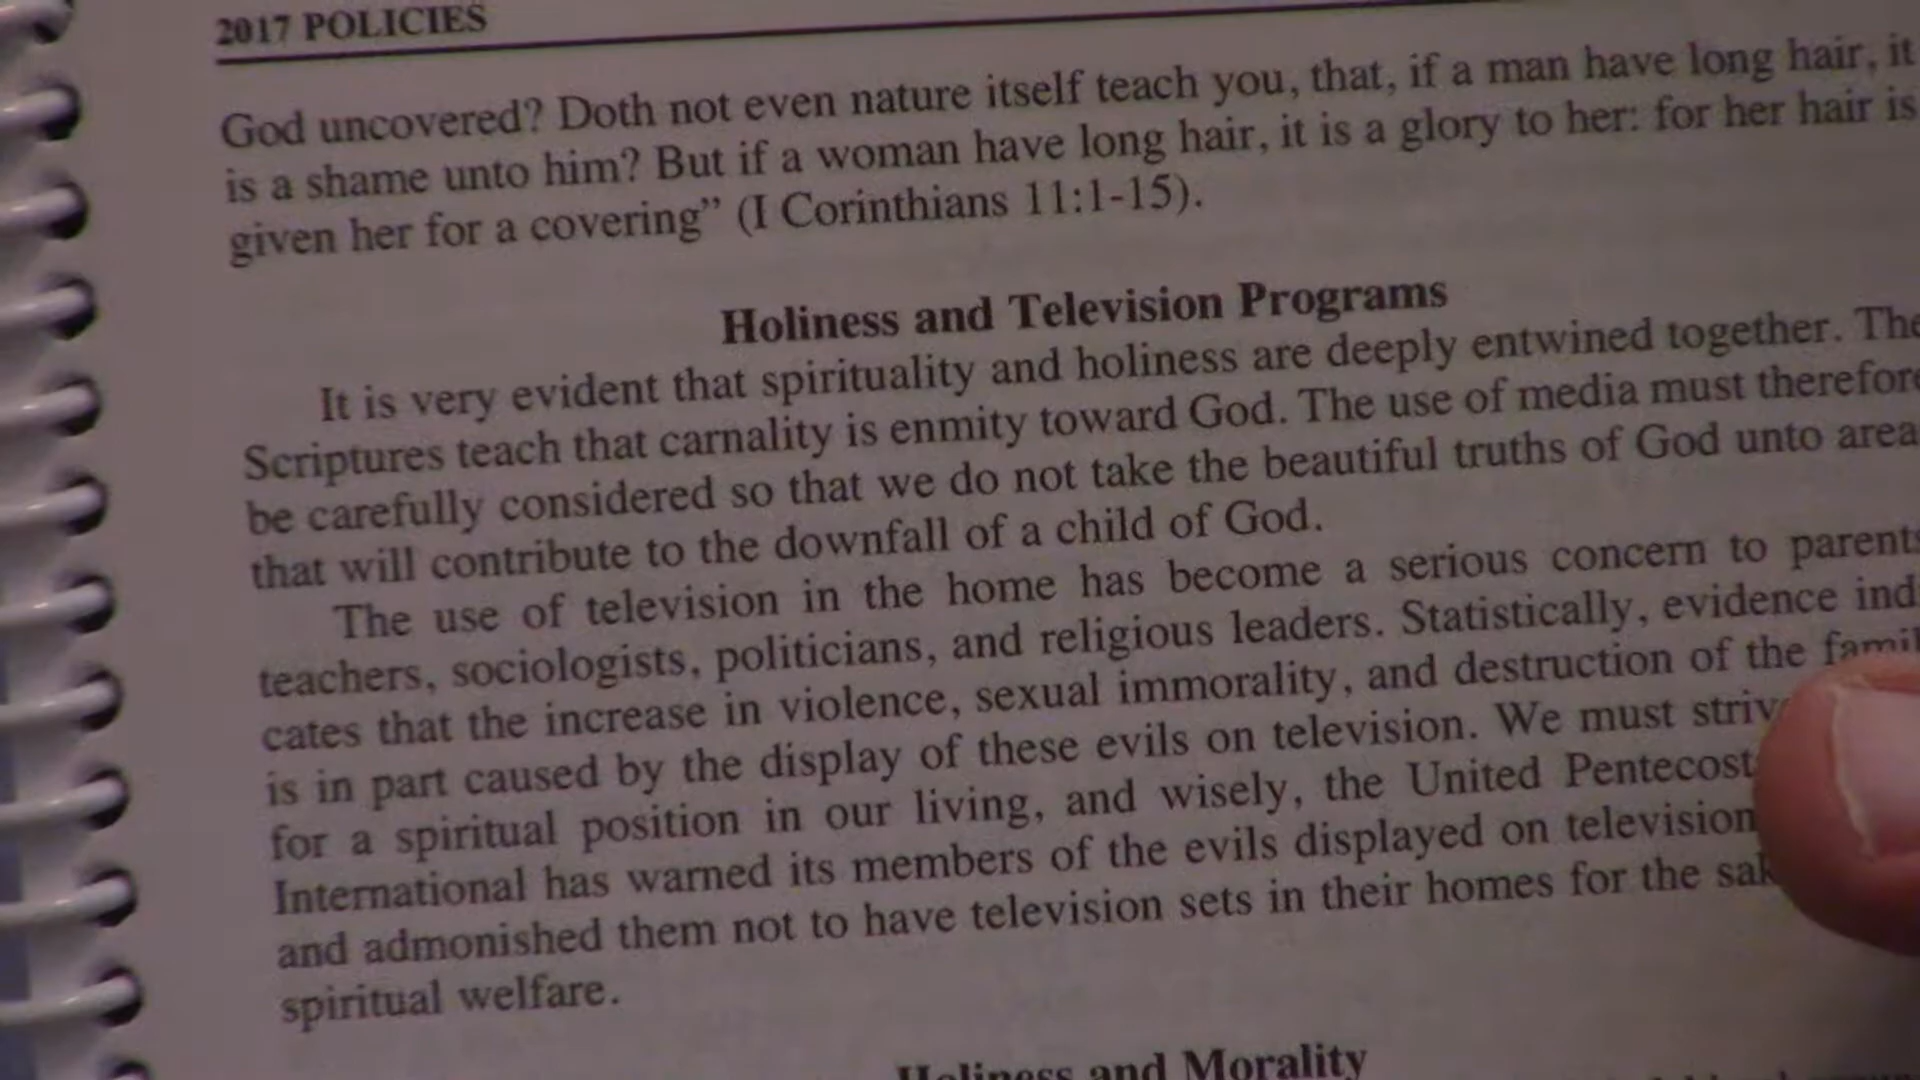 2017 POLICIES
God uncovered? Doth not even nature itself teach you, that, if a man have long hair, it
is a shame unto him? But if a woman have long hair, it is a glory to her: for her hair is
given her for a covering” (I Corinthians 11:1-15).
Holiness and Television Programs
It is very evident that spirituality and holiness are deeply entwined together. The
Scriptures teach that carnality is enmity toward God. The use of media must therefore
be carefully considered so that we do not take the beautiful truths of God unto area
that will contribute to the downfall of a child of God.
The use of television in the home has become a serious concern to parents
teachers, sociologists, politicians, and religious leaders. Statistically, evidence indi
cates that the increase in violence, sexual immorality, and destruction of the famil
is in part caused by the display of these evils on television. We must strive
for a spiritual position in our living, and wisely, the United Pentecost
International has warned its members of the evils displayed on television
and admonished them not to have television sets in their homes for the sak
spiritual welfare.
Holiness and Morality